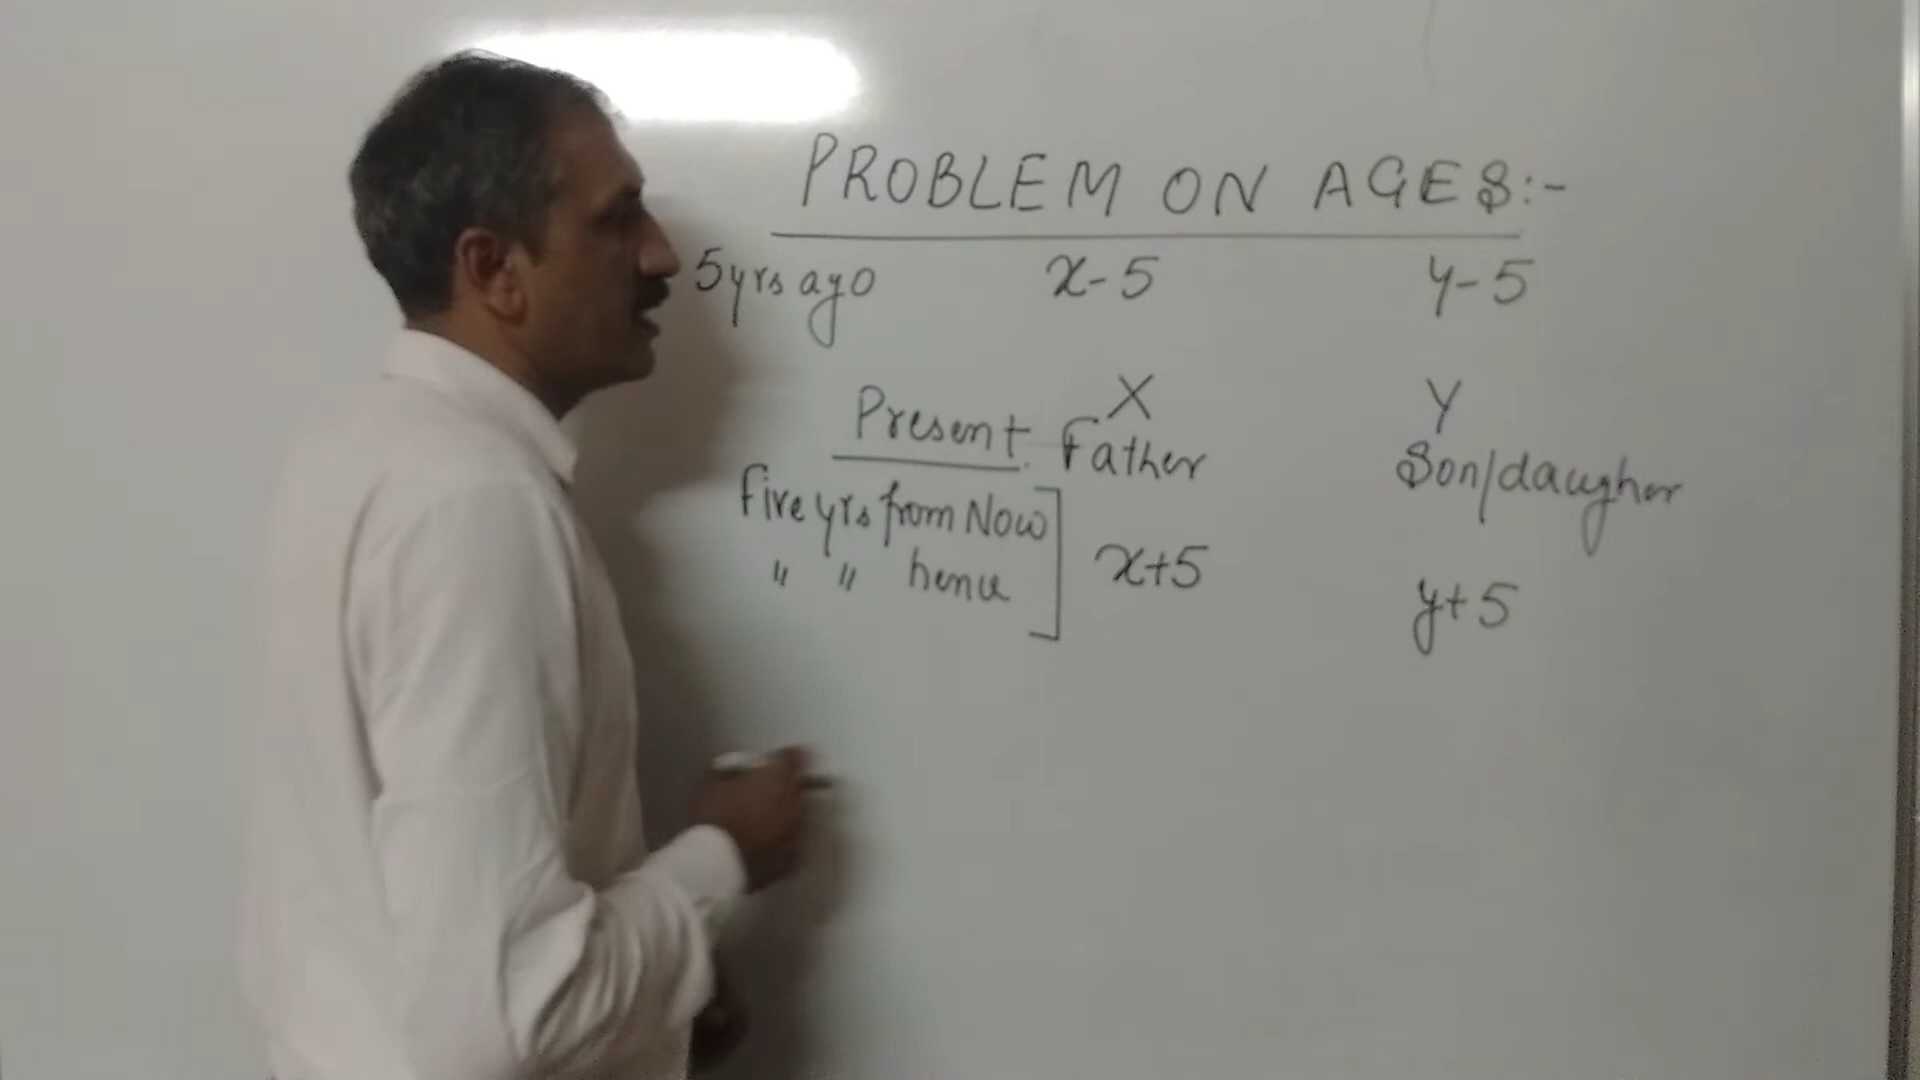 PROBLEM ON AGES:-
5yrs ago x-5 y-5
X Y
Present Father Son/daugher
Five yrs from Now
" " hence x+5 y+5